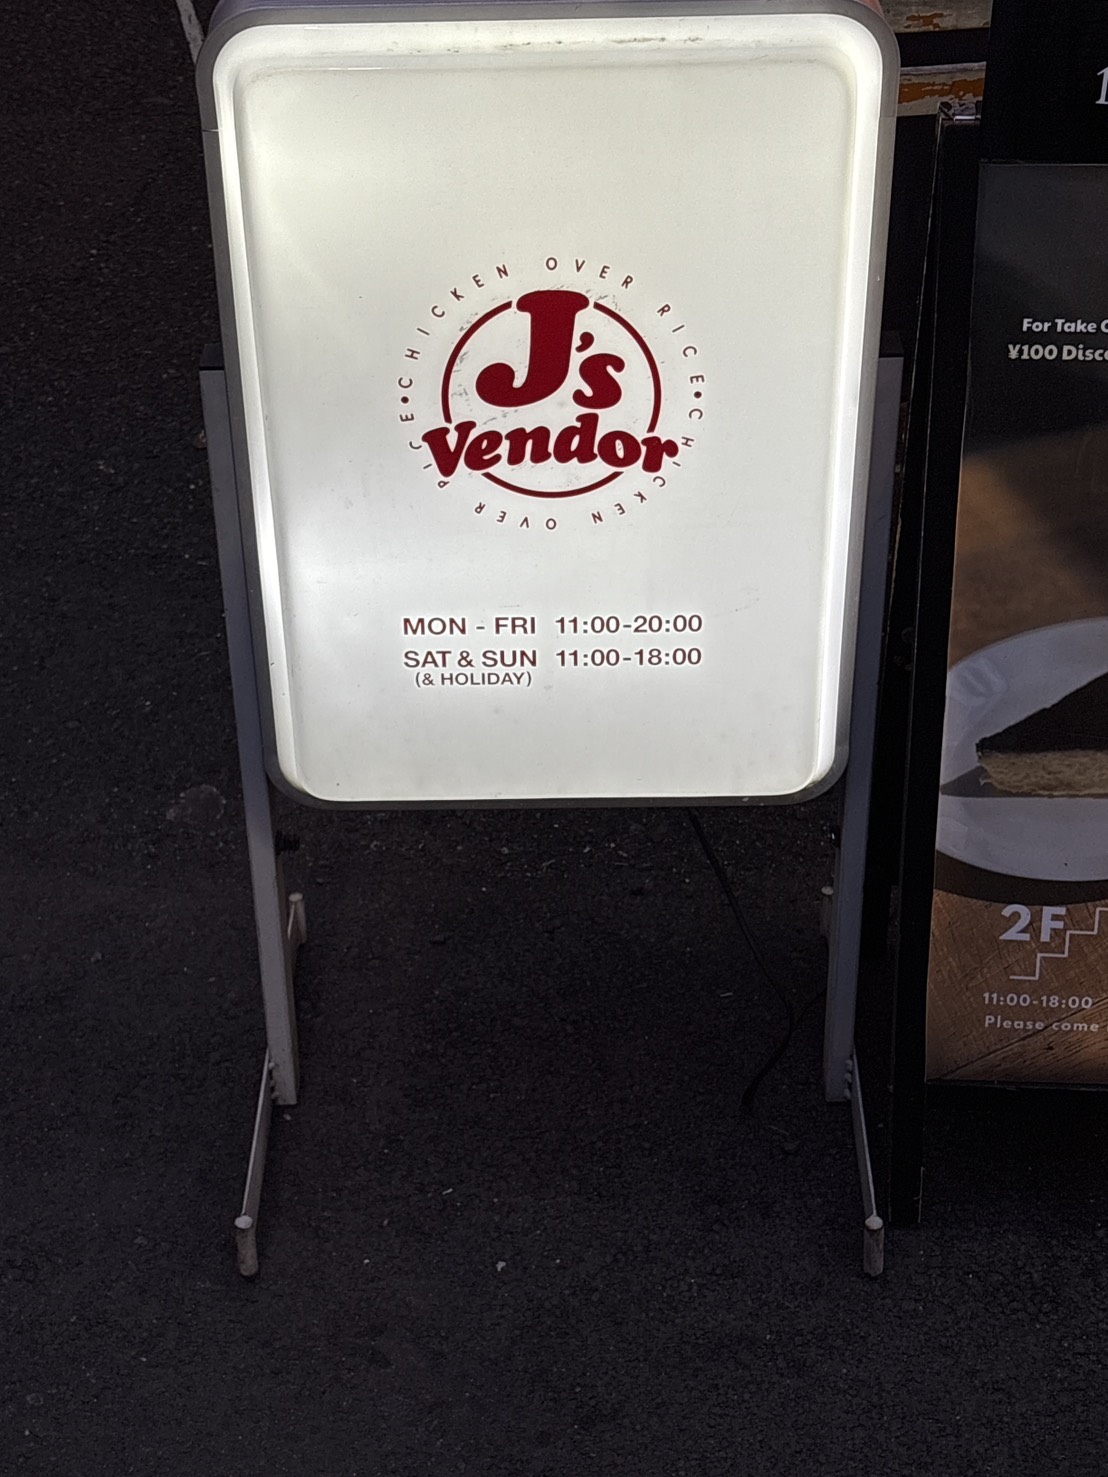 CHICKEN OVER RICE•CHICKEN OVER RICE•
J's
Vendor
MON - FRI 11:00-20:00
SAT & SUN 11:00-18:00
(& HOLIDAY)
For Take
¥100
2F
11:00-18:00
Please come